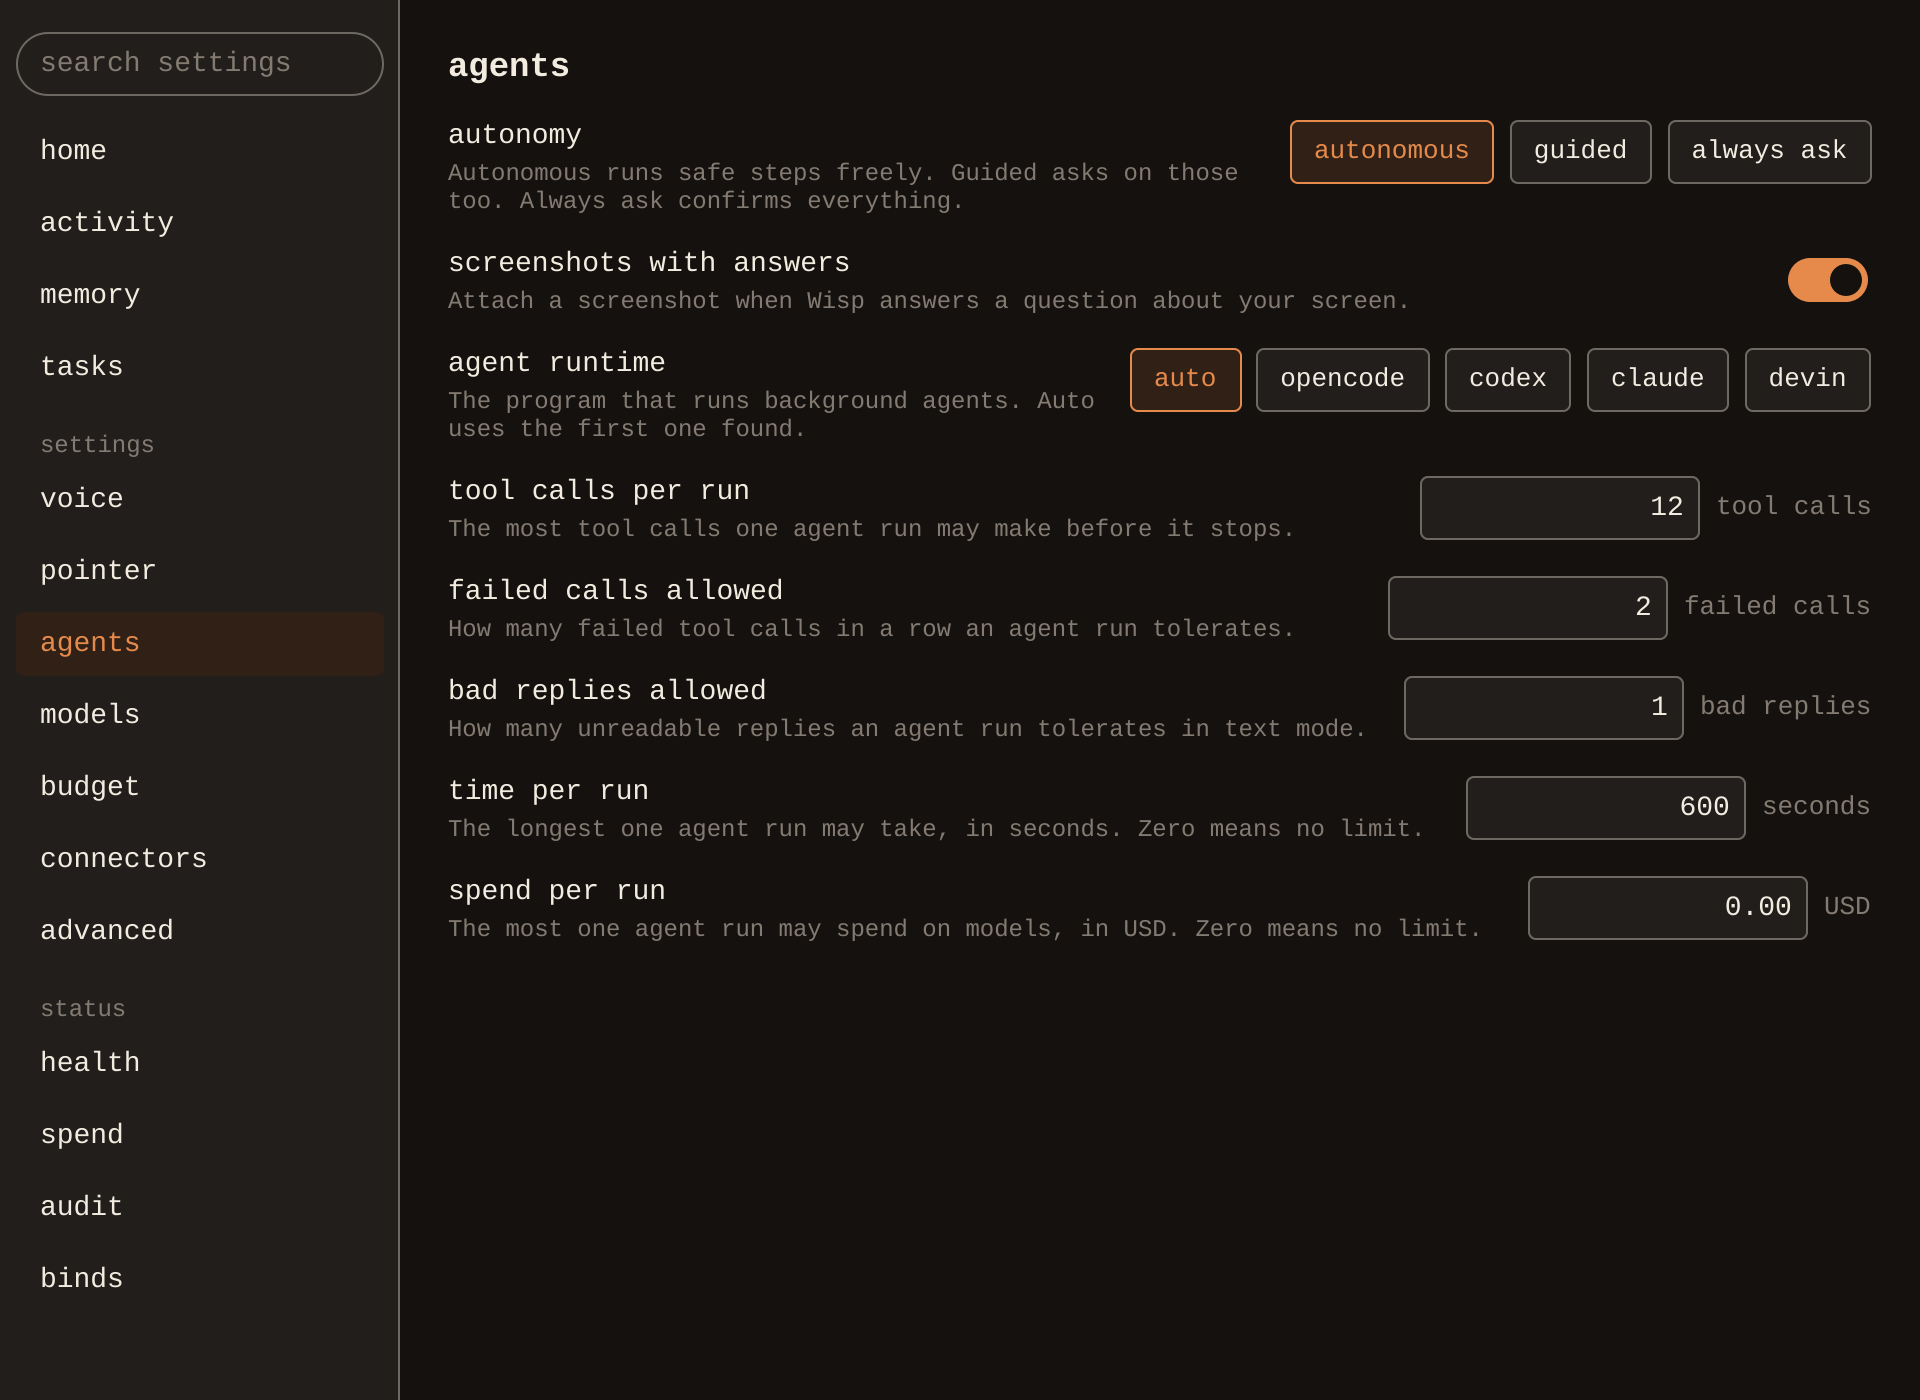 search settings
home
activity
memory
tasks
settings
voice
pointer
agents
models
budget
connectors
advanced
status
health
spend
audit
binds
agents
autonomy
Autonomous runs safe steps freely. Guided asks on those
too. Always ask confirms everything.
autonomous guided always ask
screenshots with answers
Attach a screenshot when Wisp answers a question about your screen.
agent runtime
The program that runs background agents. Auto
uses the first one found.
auto opencode codex claude devin
tool calls per run
The most tool calls one agent run may make before it stops.
12 tool calls
failed calls allowed
How many failed tool calls in a row an agent run tolerates.
2 failed calls
bad replies allowed
How many unreadable replies an agent run tolerates in text mode.
1 bad replies
time per run
The longest one agent run may take, in seconds. Zero means no limit.
600 seconds
spend per run
The most one agent run may spend on models, in USD. Zero means no limit.
0.00 USD